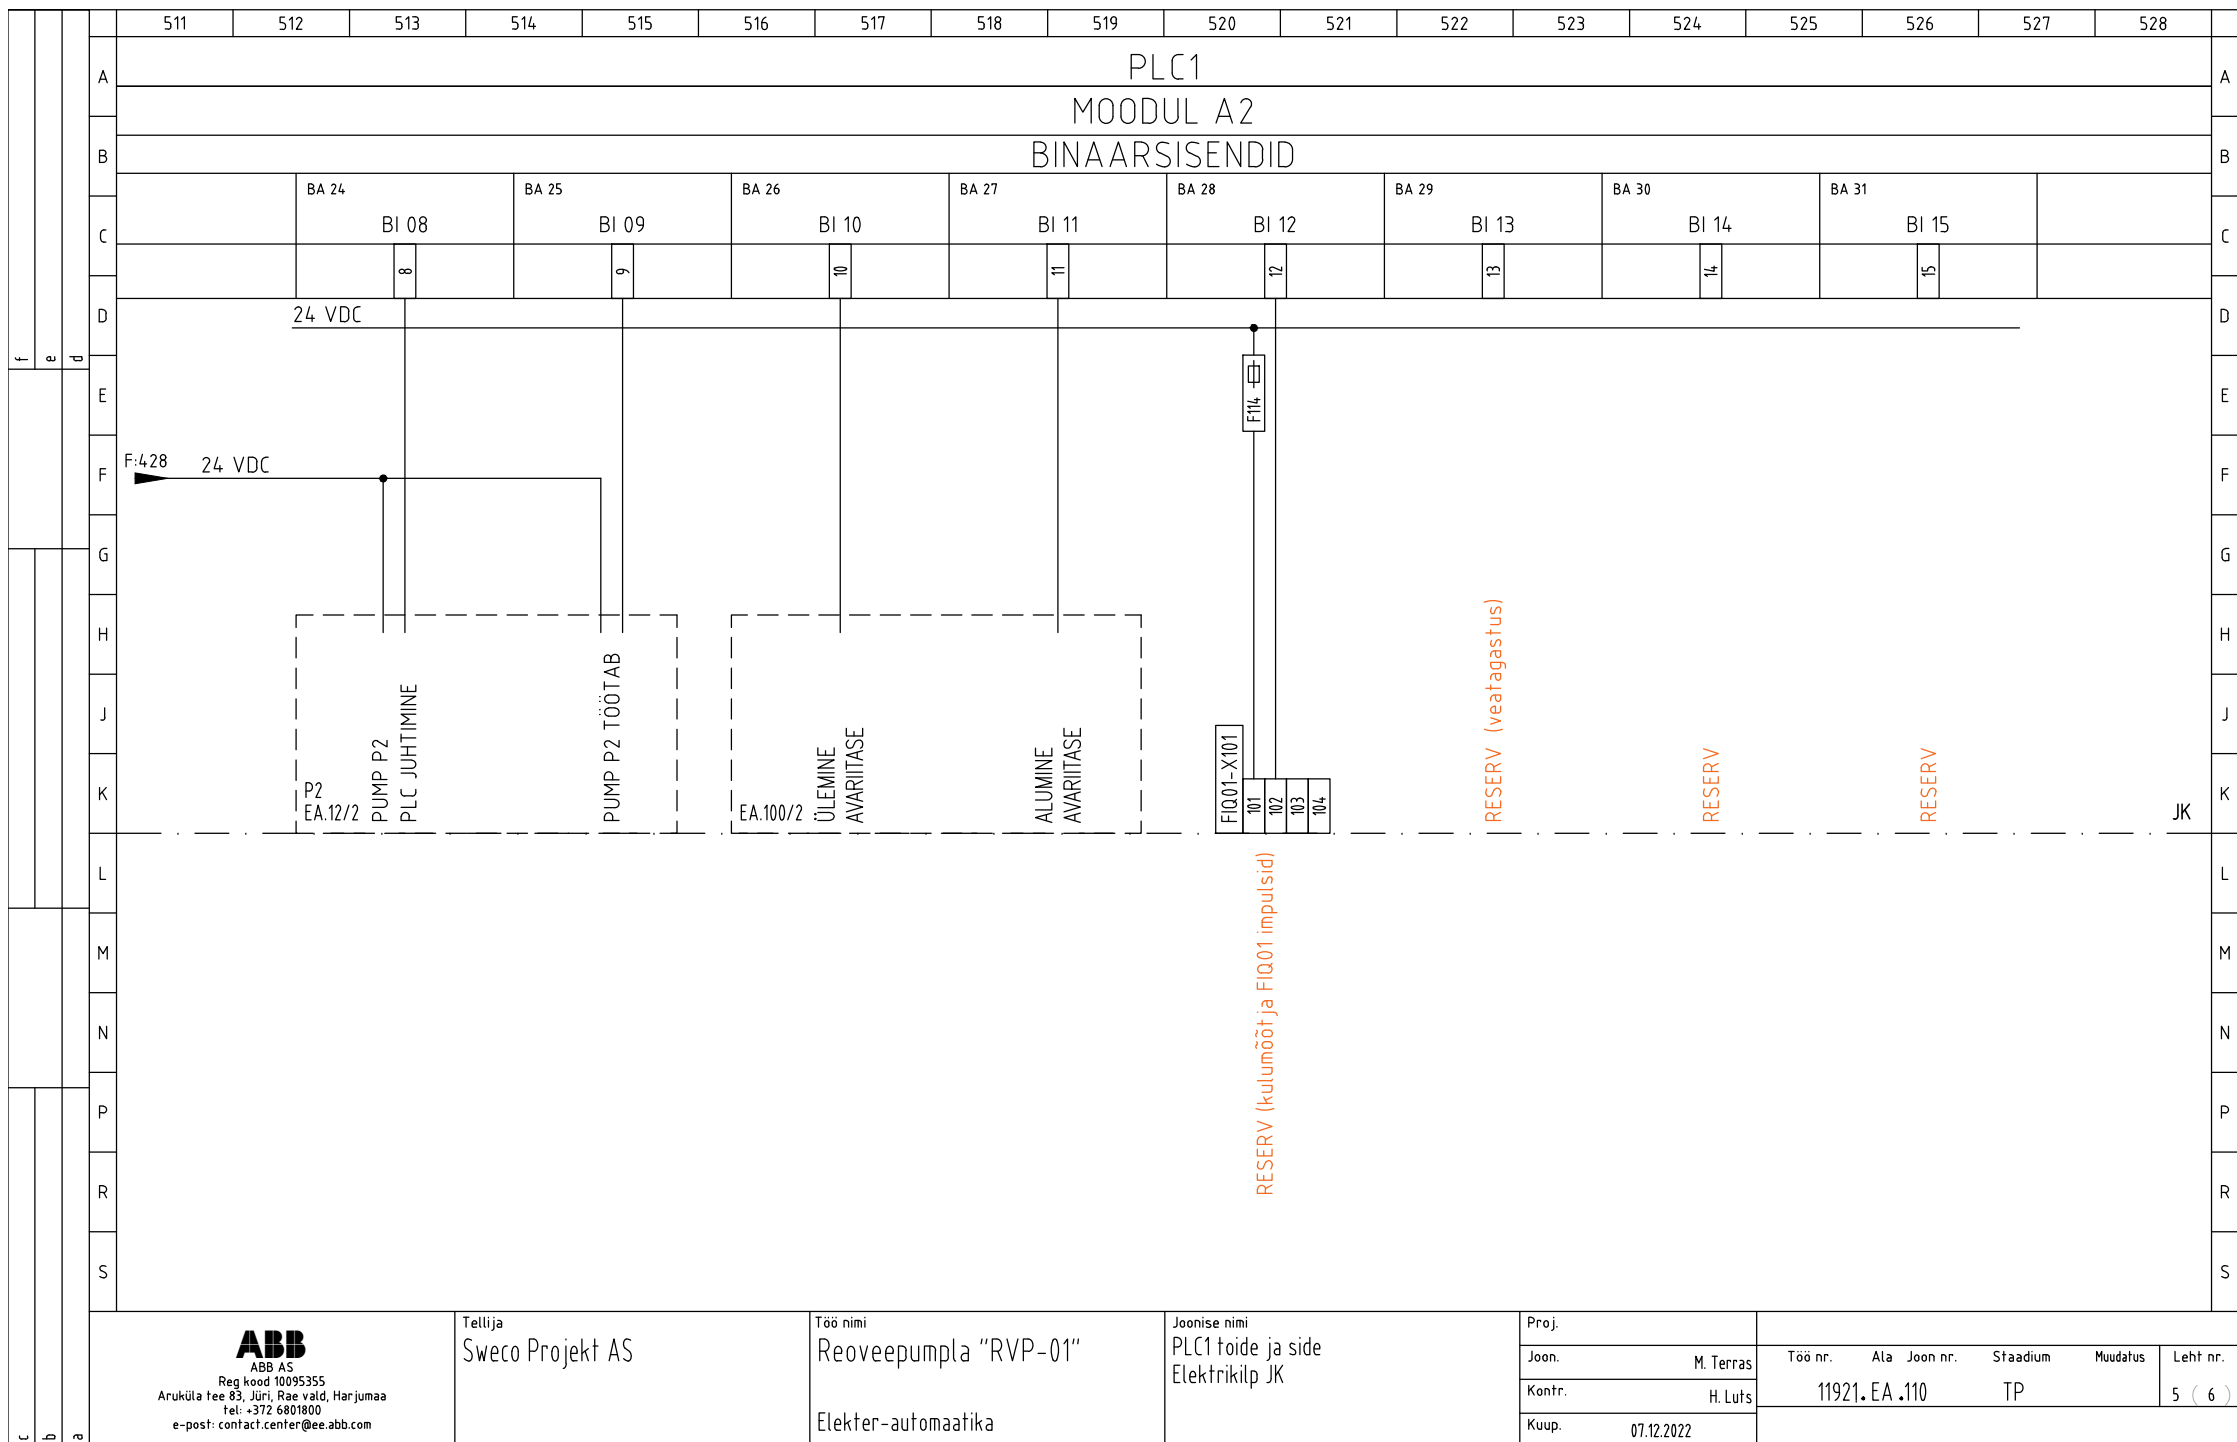 511 512 513 514 515 516 517 518 519 520 521 522 523 524 525 526 527 528
PLC1
MOODUL A2
BINAARSISENDID
BA 24 BA 25 BA 26 BA 27 BA 28 BA 29 BA 30 BA 31
BI 08 BI 09 BI 10 BI 11 BI 12 BI 13 BI 14 BI 15
8 9 10 11 12 13 14 15
A A
B B
C C
D D
E E
F F
G G
H H
J J
K K
L L
M M
N N
P P
R R
S S
f e d
c b a
24 VDC
F114
F:428 24 VDC
P2
EA.12/2
PUMP P2
PLC JUHTIMINE
PUMP P2 TÖÖTAB
EA.100/2
ÜLEMINE
AVARIITASE
ALUMINE
AVARIITASE
FIQ01-X101
101
102
103
104
RESERV (kulumõõtja FIQ01 impulsid)
RESERV (veatagastus)
RESERV
RESERV
JK
ABB
ABB AS
Reg kood 10095355
Aruküla tee 83, Jüri, Rae vald, Harjumaa
tel: +372 6801800
e-post: contact.center@ee.abb.com
Tellija
Sweco Projekt AS
Töö nimi
Reoveepumpla "RVP-01"
Elekter-automaatika
Joonise nimi
PLC1 toide ja side
Elektrikilp JK
Proj.
Joon. M. Terras
Kontr. H. Luts
Kuup. 07.12.2022
Töö nr. Ala Joon nr. Staadium Muudatus Leht nr.
11921.EA.110 TP 5 ( 6 )